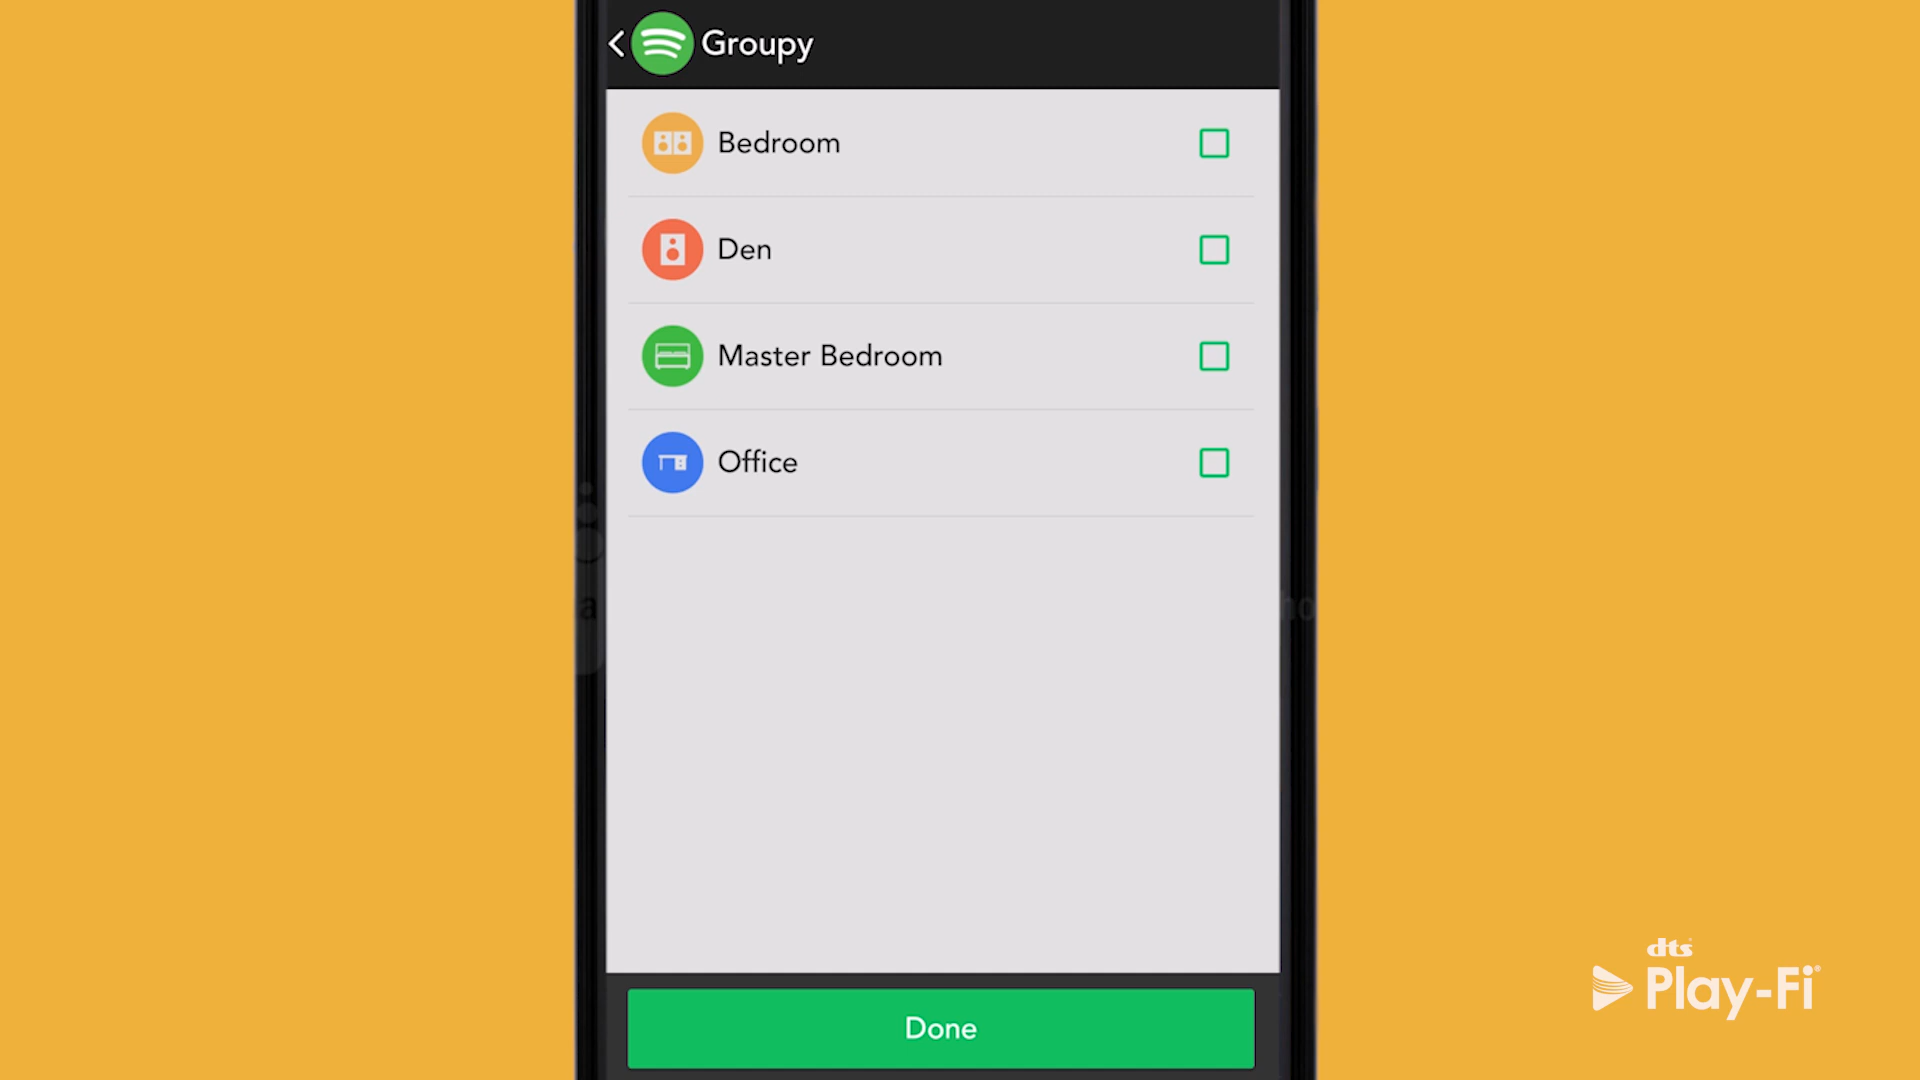 Groupy
Bedroom
Den
Master Bedroom
Office
Done
dts
Play-Fi